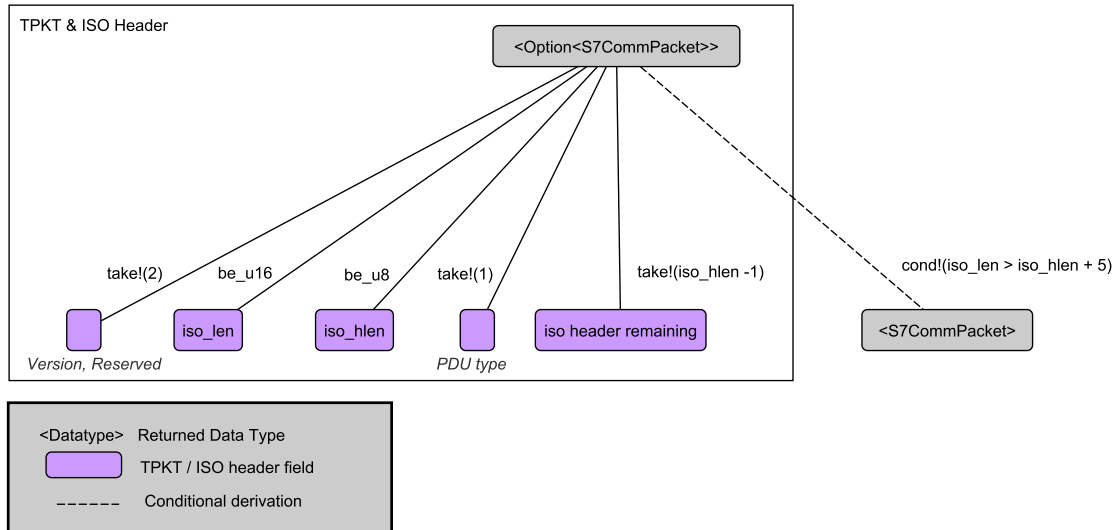 TPKT & ISO Header
<Option<S7CommPacket>>
take!(2)
be_u16
be_u8
take!(1)
take!(iso_hlen -1)
cond!(iso_len > iso_hlen + 5)
iso_len
iso_hlen
iso header remaining
<S7CommPacket>
Version, Reserved
PDU type
<Datatype> Returned Data Type
TPKT / ISO header field
Conditional derivation